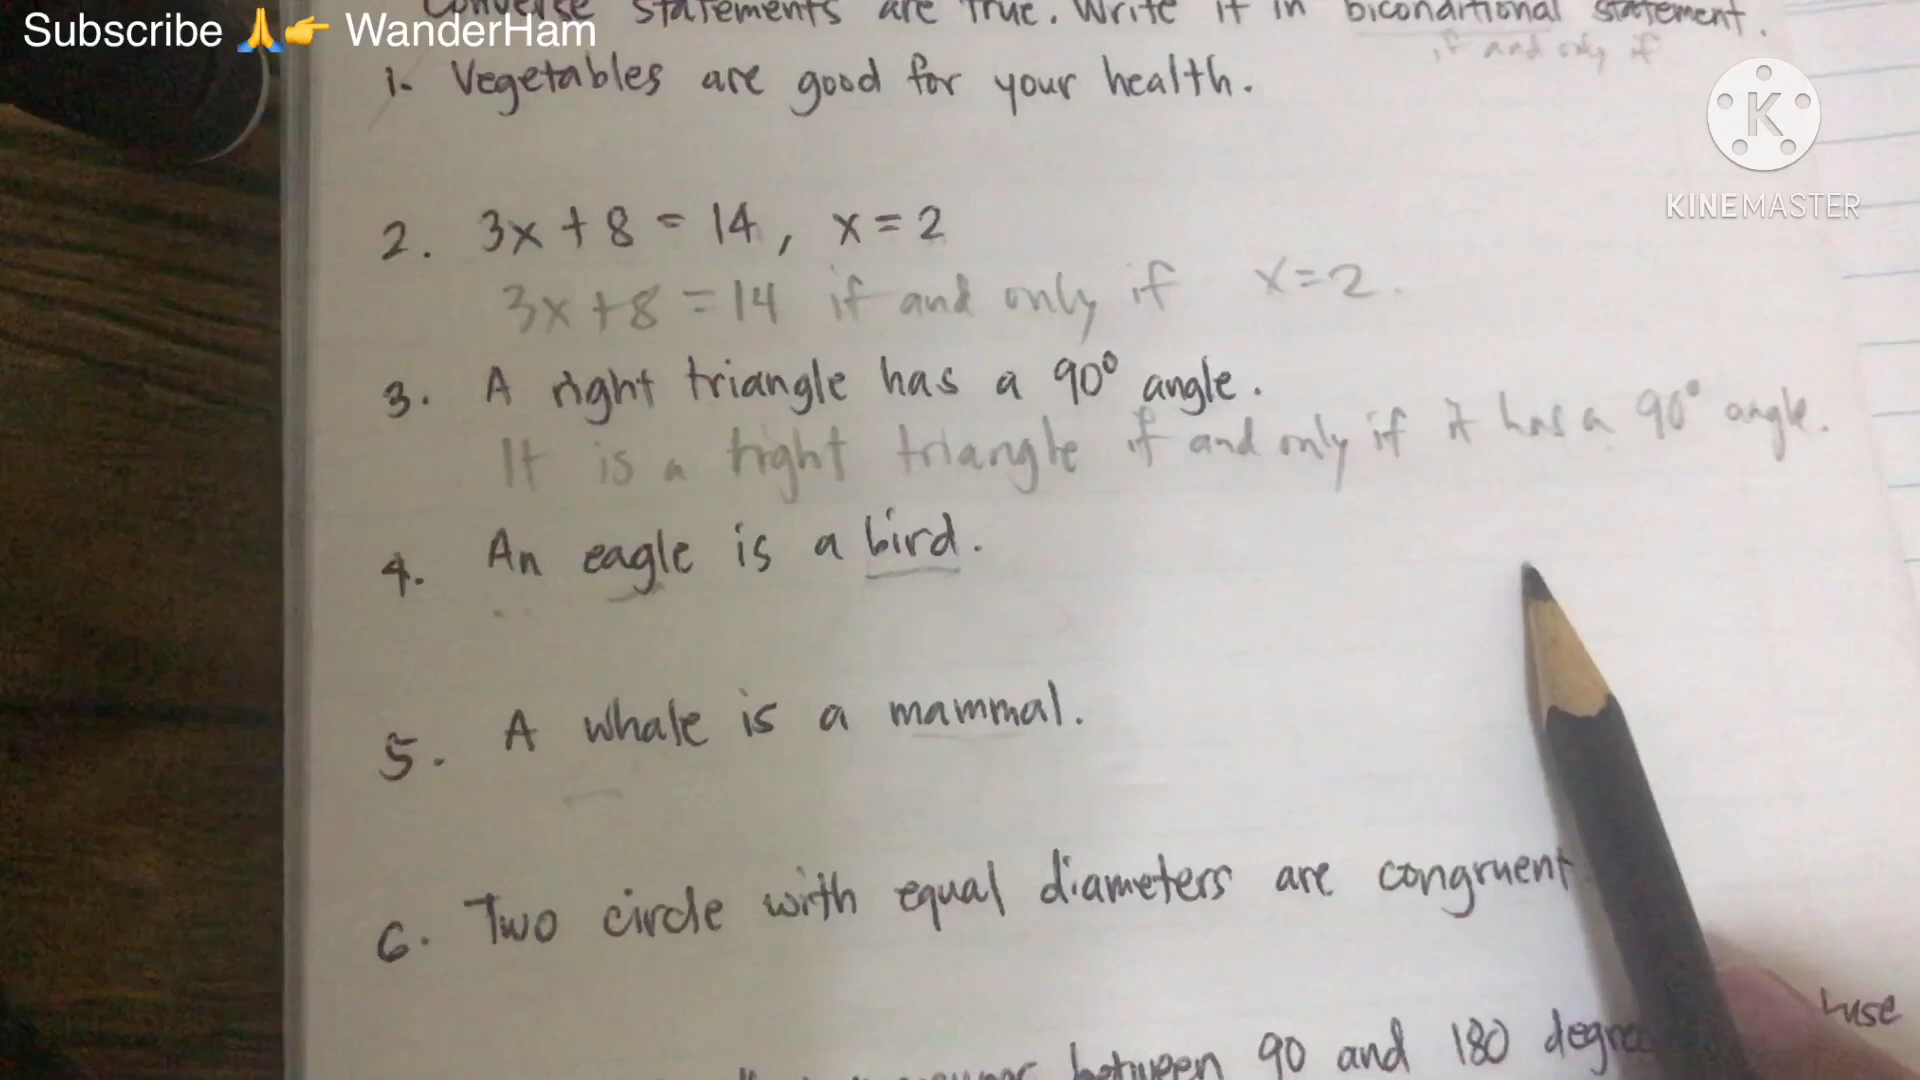 Subscribe 🙏👉 WanderHam
Converse statements are true. Write it in biconditional statement.
if and only if
1. Vegetables are good for your health.
K
KINEMASTER
2. 3x + 8 = 14, x = 2
3x + 8 = 14 if and only if x = 2.
3. A right triangle has a 90° angle.
It is a right triangle if and only if it has a 90° angle.
4. An eagle is a bird.
5. A whale is a mammal.
6. Two circle with equal diameters are congruent
between 90 and 180